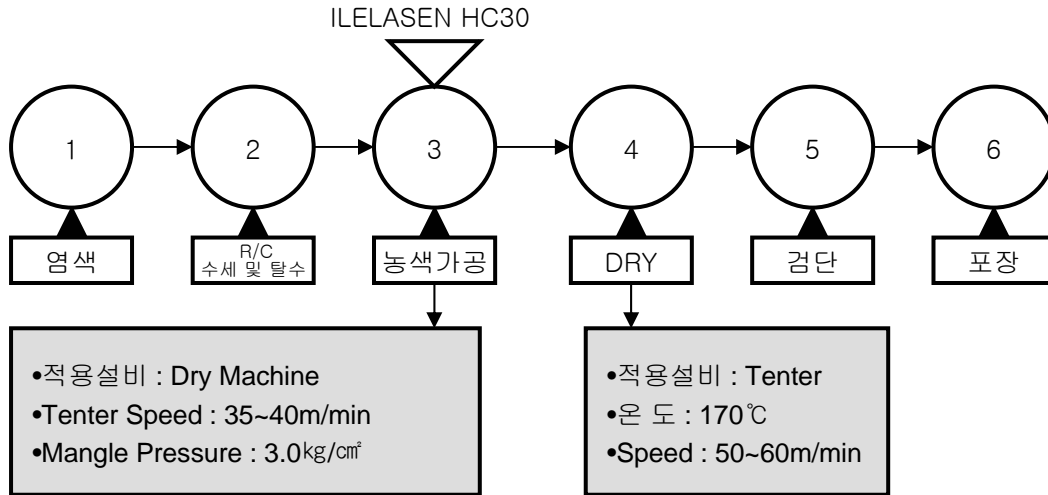 ILELASEN HC30
1
2
3
4
5
6
염색
R/C
수세 및 탈수
농색가공
DRY
검단
포장
•적용설비 : Dry Machine
•Tenter Speed : 35~40m/min
•Mangle Pressure : 3.0㎏/㎠
•적용설비 : Tenter
•온 도 : 170℃
•Speed : 50~60m/min